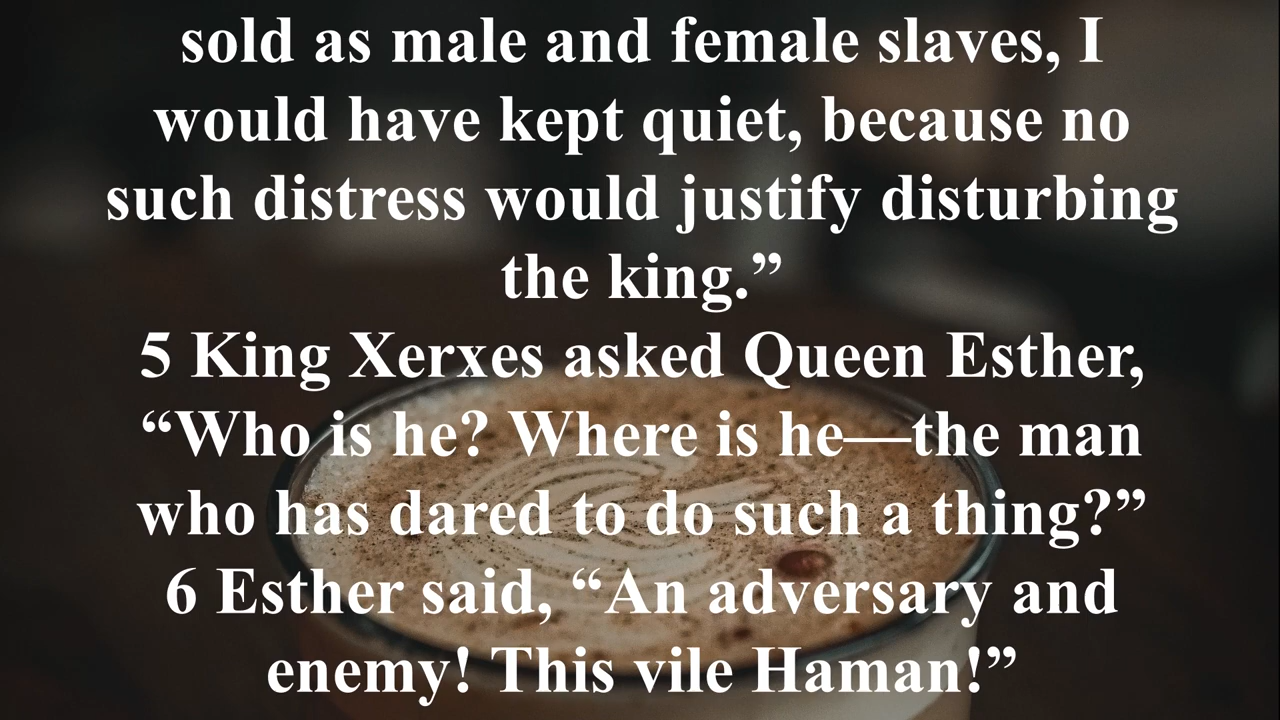 sold as male and female slaves, I
would have kept quiet, because no
such distress would justify disturbing
the king.”
5 King Xerxes asked Queen Esther,
“Who is he? Where is he—the man
who has dared to do such a thing?”
6 Esther said, “An adversary and
enemy! This vile Haman!”